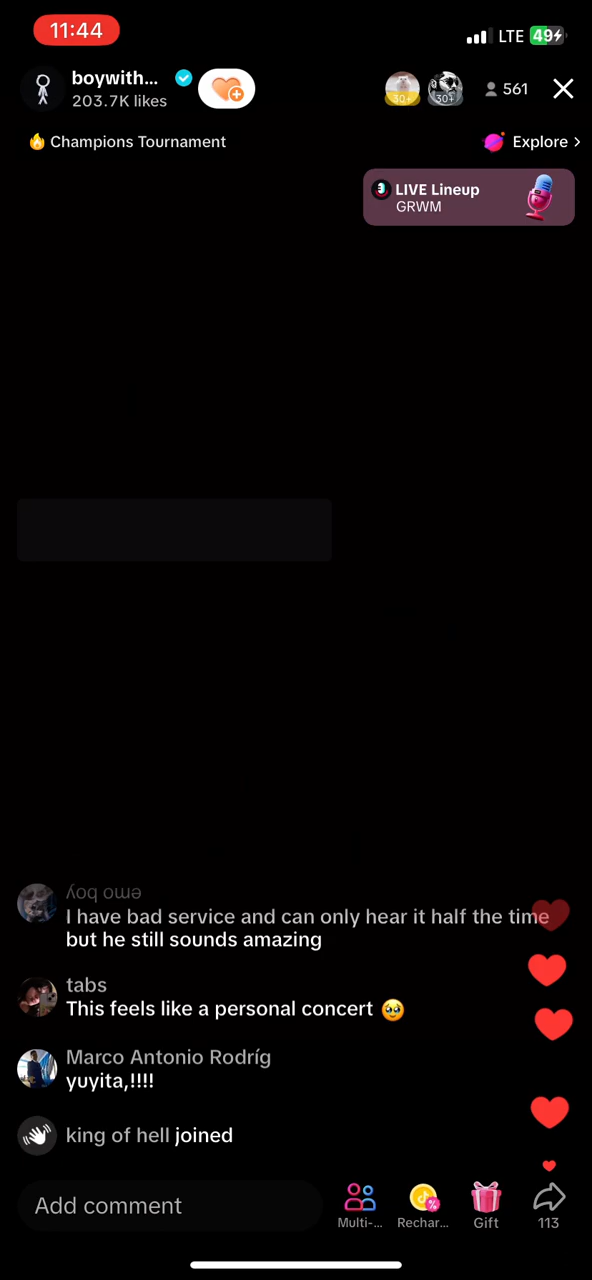 11:44
LTE 49
boywith...
203.7K likes
30+
30+
561
Champions Tournament
Explore >
LIVE Lineup
GRWM
ʎoq oɯǝ
I have bad service and can only hear it half the time
but he still sounds amazing
tabs
This feels like a personal concert 🥹
Marco Antonio Rodríg
yuyita,!!!!
king of hell joined
Add comment
Multi-...
Rechar...
Gift
113